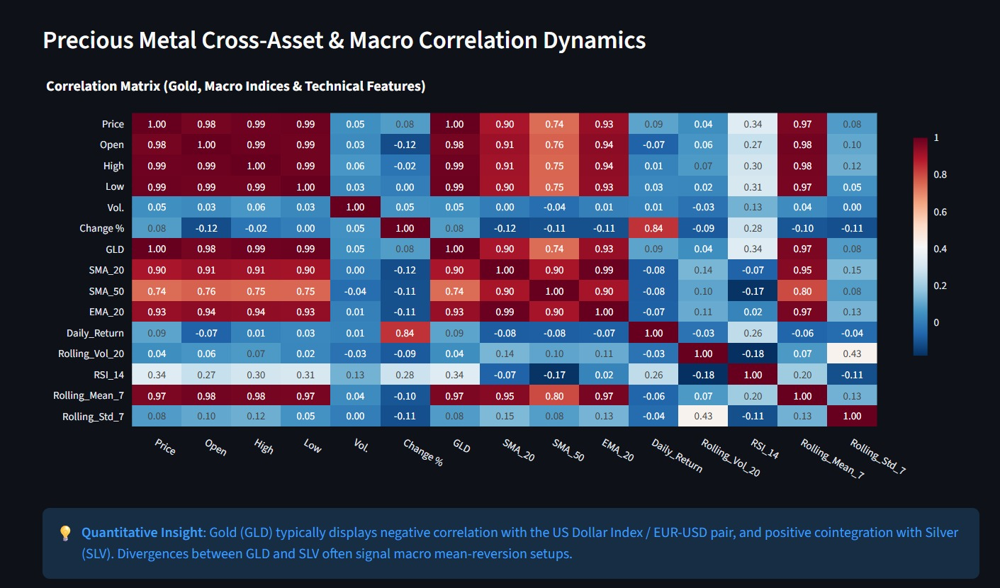 Precious Metal Cross-Asset & Macro Correlation Dynamics
Correlation Matrix (Gold, Macro Indices & Technical Features)
Price 1.00 0.98 0.99 0.99 0.05 0.08 1.00 0.90 0.74 0.93 0.09 0.04 0.34 0.97 0.08
Open 0.98 1.00 0.99 0.99 0.03 -0.12 0.98 0.91 0.76 0.94 -0.07 0.06 0.27 0.98 0.10
High 0.99 0.99 1.00 0.99 0.06 -0.02 0.99 0.91 0.75 0.94 0.01 0.07 0.30 0.98 0.12
Low 0.99 0.99 0.99 1.00 0.03 0.00 0.99 0.90 0.75 0.93 0.03 0.02 0.31 0.97 0.05
Vol. 0.05 0.03 0.06 0.03 1.00 0.05 0.05 0.00 -0.04 0.01 0.01 -0.03 0.13 0.04 0.00
Change % 0.08 -0.12 -0.02 0.00 0.05 1.00 0.08 -0.12 -0.11 -0.11 0.84 -0.09 0.28 -0.10 -0.11
GLD 1.00 0.98 0.99 0.99 0.05 0.08 1.00 0.90 0.74 0.93 0.09 0.04 0.34 0.97 0.08
SMA_20 0.90 0.91 0.91 0.90 0.00 -0.12 0.90 1.00 0.90 0.99 -0.08 0.14 -0.07 0.95 0.15
SMA_50 0.74 0.76 0.75 0.75 -0.04 -0.11 0.74 0.90 1.00 0.90 -0.08 0.10 -0.17 0.80 0.08
EMA_20 0.93 0.94 0.94 0.93 0.01 -0.11 0.93 0.99 0.90 1.00 -0.07 0.11 0.02 0.97 0.13
Daily_Return 0.09 -0.07 0.01 0.03 0.01 0.84 0.09 -0.08 -0.08 -0.07 1.00 -0.03 0.26 -0.06 -0.04
Rolling_Vol_20 0.04 0.06 0.07 0.02 -0.03 -0.09 0.04 0.14 0.10 0.11 -0.03 1.00 -0.18 0.07 0.43
RSI_14 0.34 0.27 0.30 0.31 0.13 0.28 0.34 -0.07 -0.17 0.02 0.26 -0.18 1.00 0.20 -0.11
Rolling_Mean_7 0.97 0.98 0.98 0.97 0.04 -0.10 0.97 0.95 0.80 0.97 -0.06 0.07 0.20 1.00 0.13
Rolling_Std_7 0.08 0.10 0.12 0.05 0.00 -0.11 0.08 0.15 0.08 0.13 -0.04 0.43 -0.11 0.13 1.00
Price Open High Low Vol. Change % GLD SMA_20 SMA_50 EMA_20 Daily_Return Rolling_Vol_20 RSI_14 Rolling_Mean_7 Rolling_Std_7
1
0.8
0.6
0.4
0.2
0
Quantitative Insight: Gold (GLD) typically displays negative correlation with the US Dollar Index / EUR-USD pair, and positive cointegration with Silver
(SLV). Divergences between GLD and SLV often signal macro mean-reversion setups.